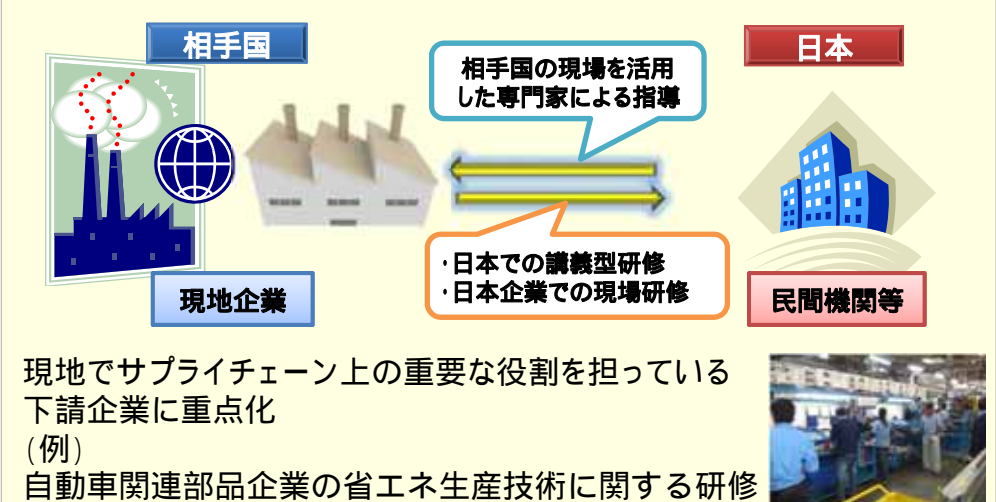 相手国
日本
相手国の現場を活用
した専門家による指導
・日本での講義型研修
・日本企業での現場研修
現地企業
民間機関等
現地でサプライチェーン上の重要な役割を担っている
下請企業に重点化
(例)
自動車関連部品企業の省エネ生産技術に関する研修